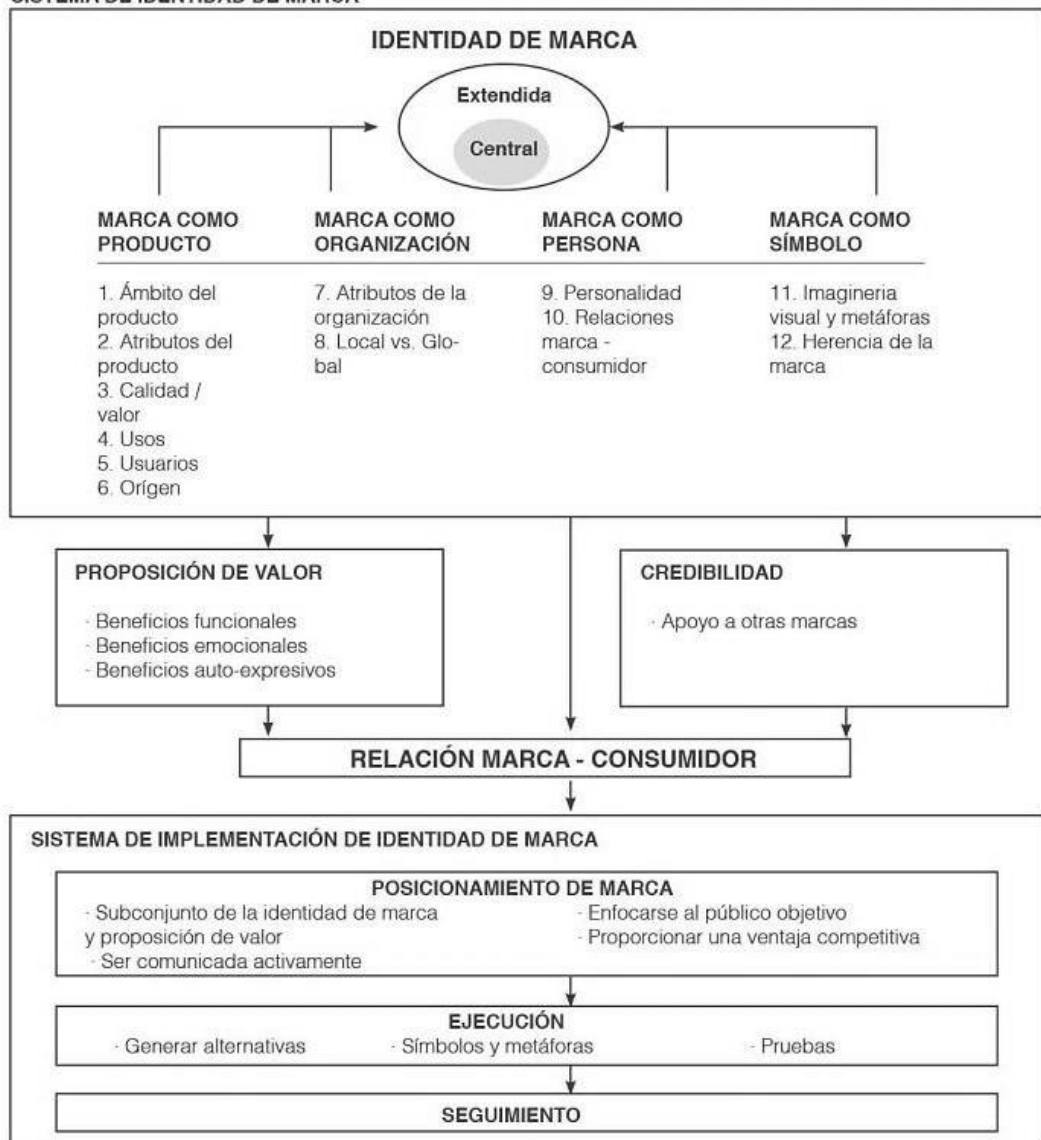 SISTEMA DE IDENTIDAD DE MARCA
IDENTIDAD DE MARCA
Extendida
Central
MARCA COMO
PRODUCTO
1. Ámbito del
producto
2. Atributos del
producto
3. Calidad /
valor
4. Usos
5. Usuarios
6. Orígen
MARCA COMO
ORGANIZACIÓN
7. Atributos de la
organización
8. Local vs. Glo-
bal
MARCA COMO
PERSONA
9. Personalidad
10. Relaciones
marca -
consumidor
MARCA COMO
SÍMBOLO
11. Imagineria
visual y metáforas
12. Herencia de la
marca
PROPOSICIÓN DE VALOR
· Beneficios funcionales
· Beneficios emocionales
· Beneficios auto-expresivos
CREDIBILIDAD
· Apoyo a otras marcas
RELACIÓN MARCA - CONSUMIDOR
SISTEMA DE IMPLEMENTACIÓN DE IDENTIDAD DE MARCA
POSICIONAMIENTO DE MARCA
· Subconjunto de la identidad de marca
y proposición de valor
· Ser comunicada activamente
· Enfocarse al público objetivo
· Proporcionar una ventaja competitiva
EJECUCIÓN
· Generar alternativas
· Símbolos y metáforas
· Pruebas
SEGUIMIENTO